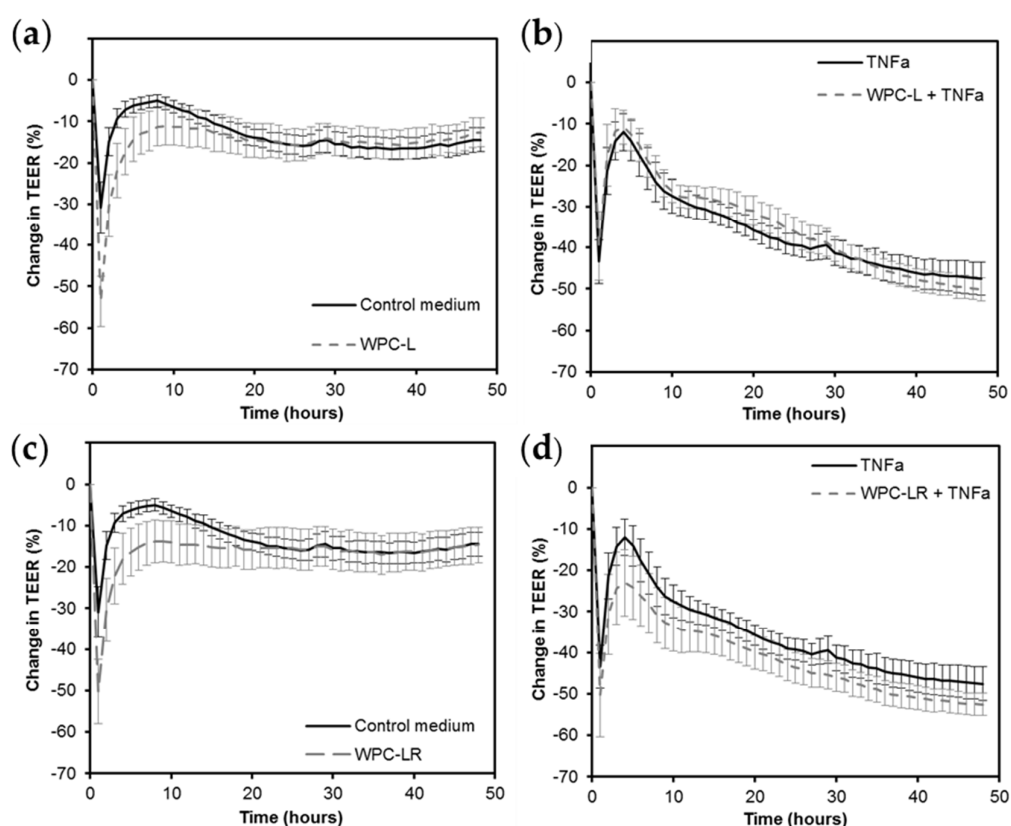 (a)
Change in TEER (%)
0
-10
-20
-30
-40
-50
-60
-70
Control medium
WPC-L
0 10 20 30 40 50
Time (hours)
(b)
Change in TEER (%)
0
-10
-20
-30
-40
-50
-60
-70
TNFa
WPC-L + TNFa
0 10 20 30 40 50
Time (hours)
(c)
Change in TEER (%)
0
-10
-20
-30
-40
-50
-60
-70
Control medium
WPC-LR
0 10 20 30 40 50
Time (hours)
(d)
Change in TEER (%)
0
-10
-20
-30
-40
-50
-60
-70
TNFa
WPC-LR + TNFa
0 10 20 30 40 50
Time (hours)